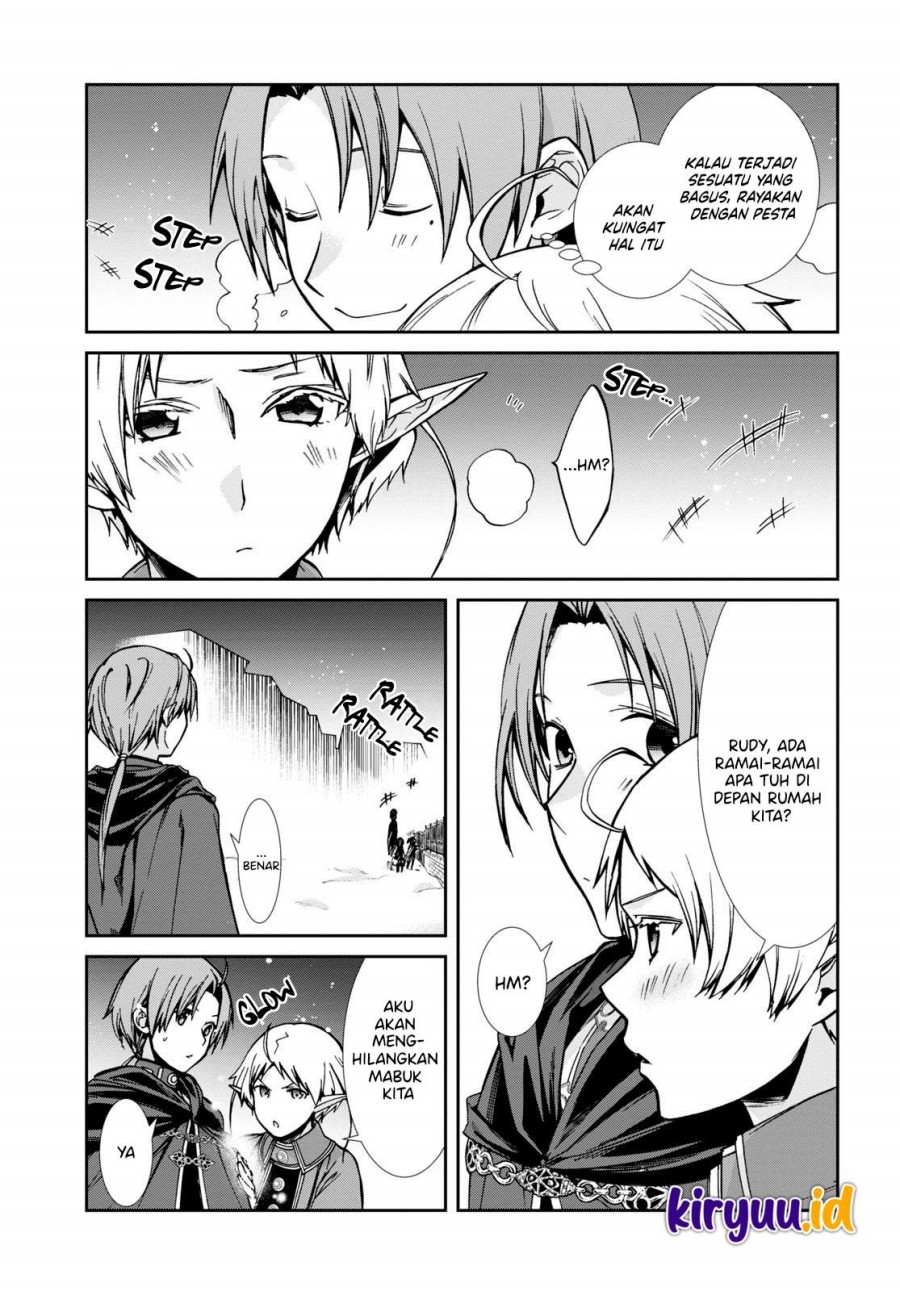 KALAU TERJADI
SESUATU YANG
BAGUS, RAYAKAN
DENGAN PESTA
AKAN
KUINGAT
HAL ITU
STEP
STEP
STEP...
...HM?
RUDY, ADA
RAMAI-RAMAI
APA TUH DI
DEPAN RUMAH
KITA?
HM?
RATTLE
RATTLE
...
BENAR
AKU
AKAN
MENG-
HILANGKAN
MABUK
KITA
GLOW
YA
kiryuu.id